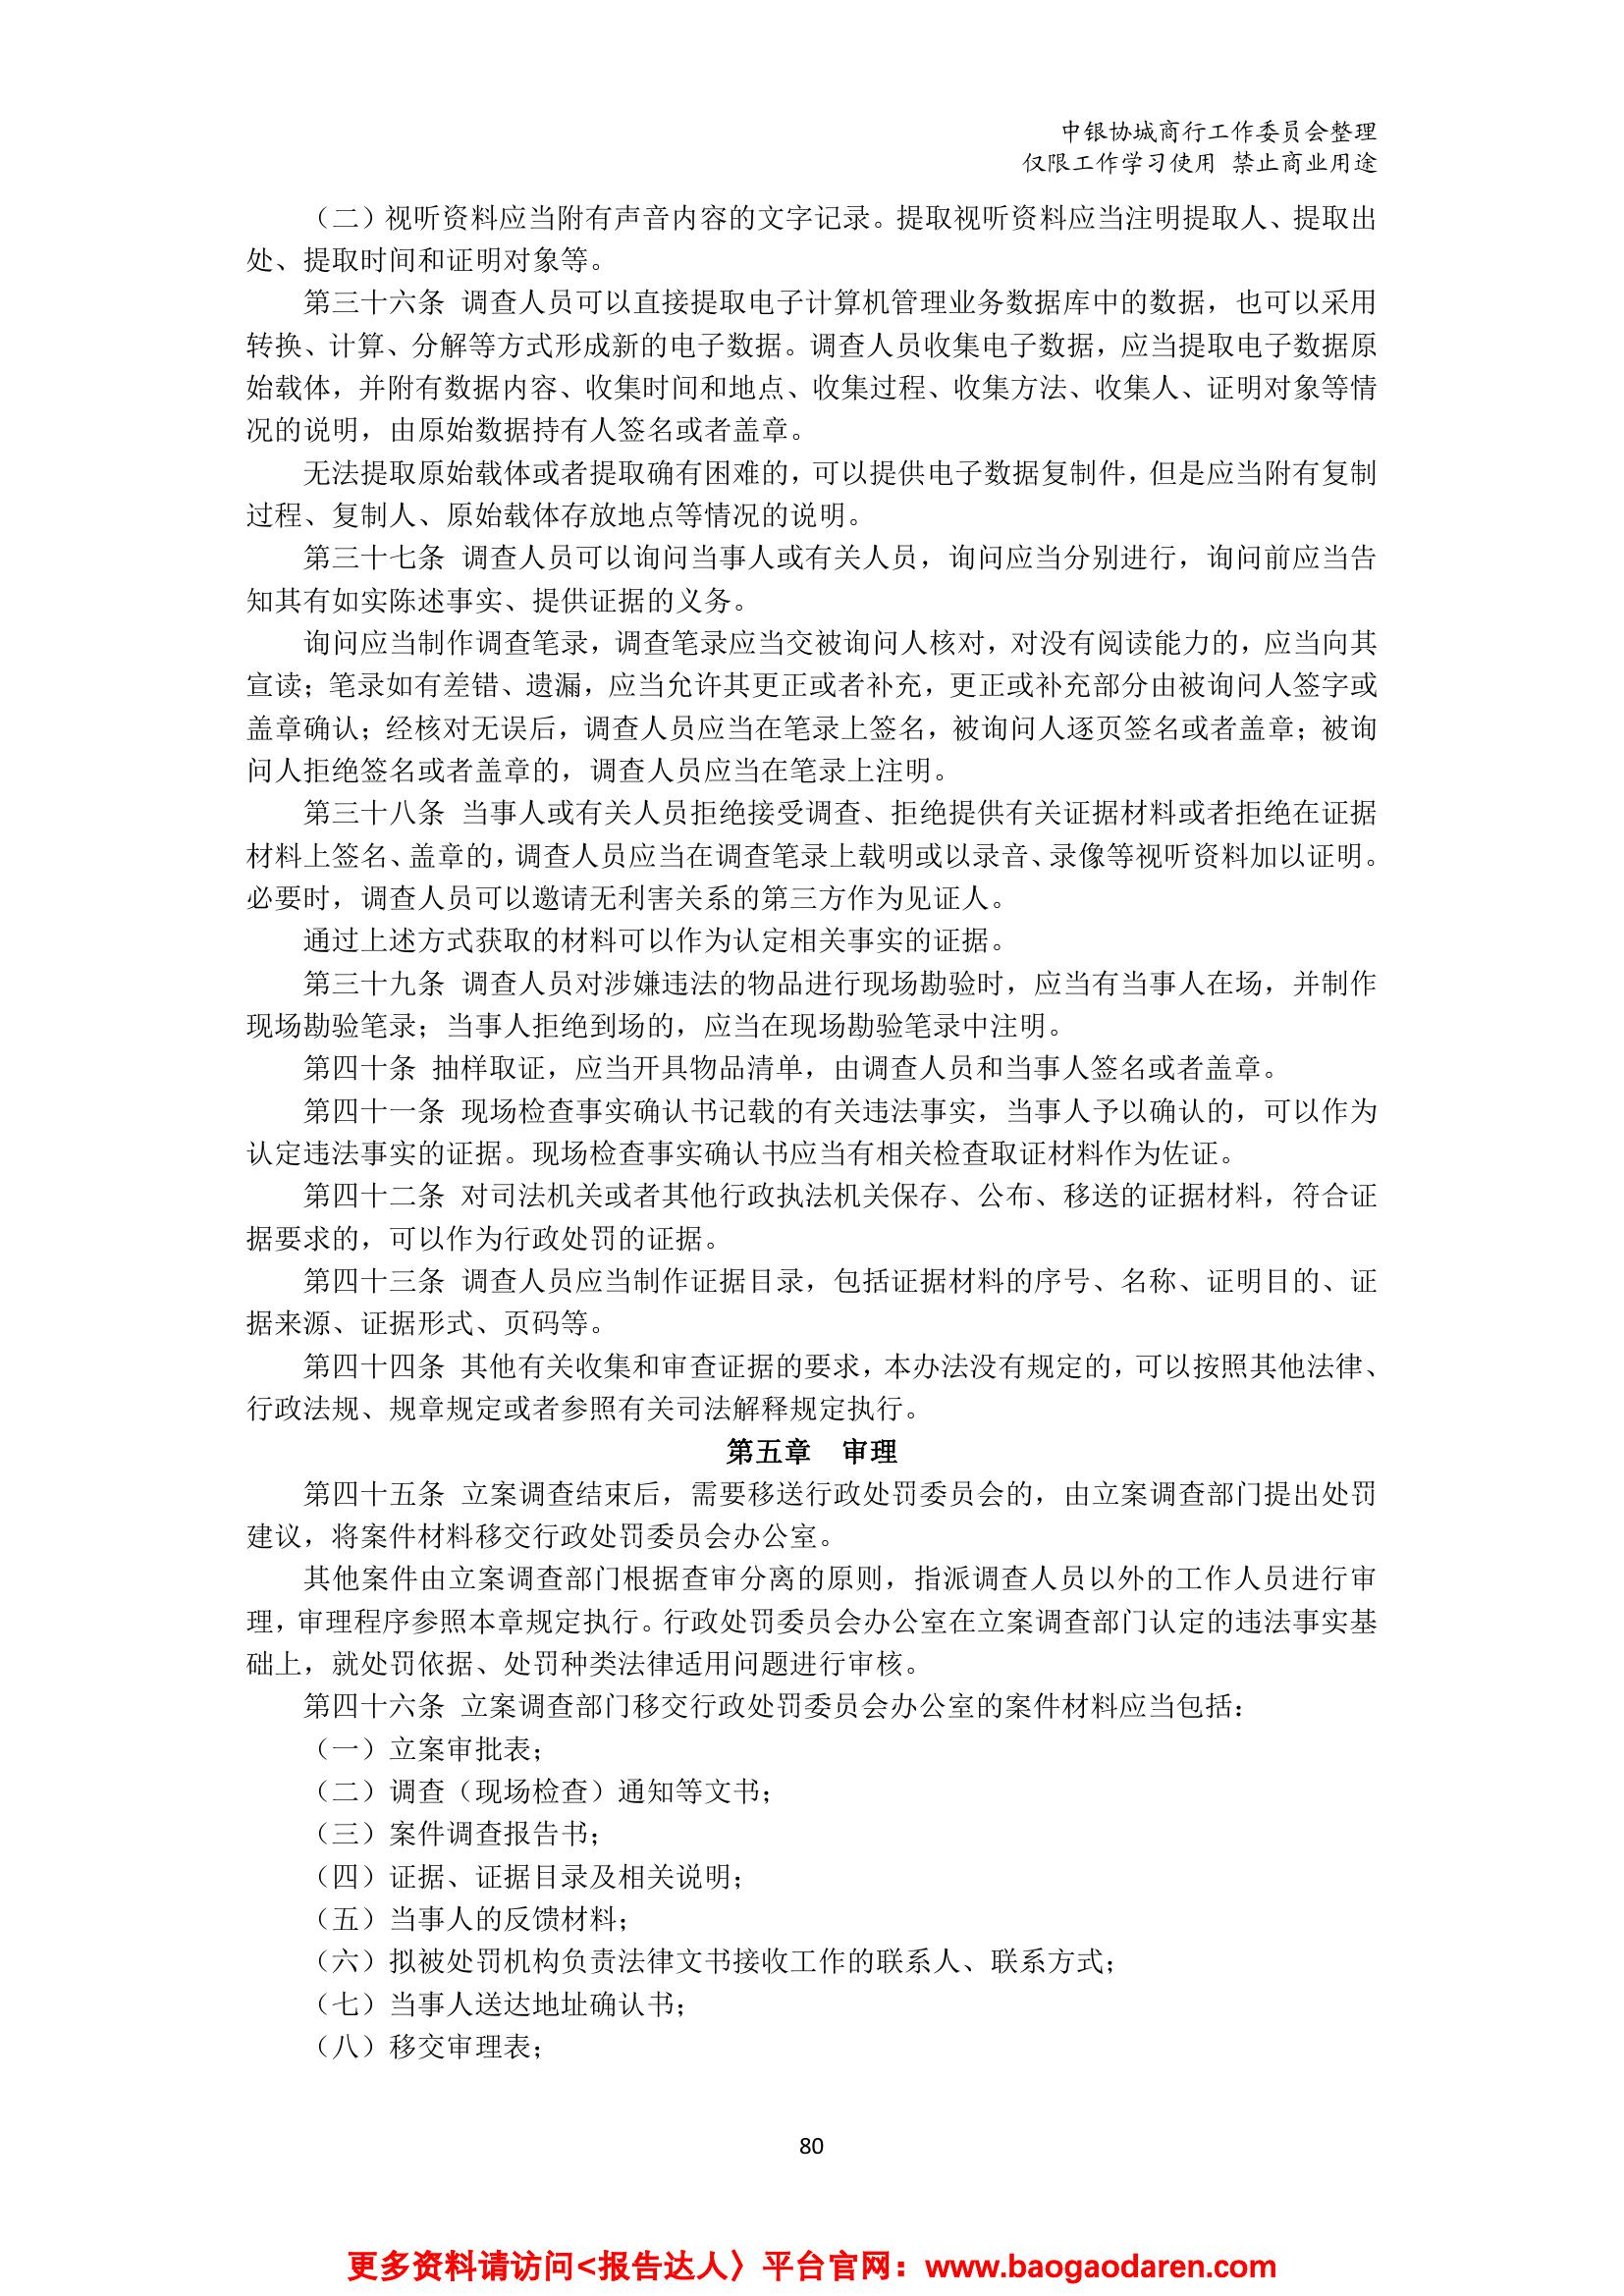 中银协城商行工作委员会整理
仅限工作学习使用 禁止商业用途
（二）视听资料应当附有声音内容的文字记录。提取视听资料应当注明提取人、提取出
处、提取时间和证明对象等。
第三十六条 调查人员可以直接提取电子计算机管理业务数据库中的数据，也可以采用
转换、计算、分解等方式形成新的电子数据。调查人员收集电子数据，应当提取电子数据原
始载体，并附有数据内容、收集时间和地点、收集过程、收集方法、收集人、证明对象等情
况的说明，由原始数据持有人签名或者盖章。
无法提取原始载体或者提取确有困难的，可以提供电子数据复制件，但是应当附有复制
过程、复制人、原始载体存放地点等情况的说明。
第三十七条 调查人员可以询问当事人或有关人员，询问应当分别进行，询问前应当告
知其有如实陈述事实、提供证据的义务。
询问应当制作调查笔录，调查笔录应当交被询问人核对，对没有阅读能力的，应当向其
宣读；笔录如有差错、遗漏，应当允许其更正或者补充，更正或补充部分由被询问人签字或
盖章确认；经核对无误后，调查人员应当在笔录上签名，被询问人逐页签名或者盖章；被询
问人拒绝签名或者盖章的，调查人员应当在笔录上注明。
第三十八条 当事人或有关人员拒绝接受调查、拒绝提供有关证据材料或者拒绝在证据
材料上签名、盖章的，调查人员应当在调查笔录上载明或以录音、录像等视听资料加以证明。
必要时，调查人员可以邀请无利害关系的第三方作为见证人。
通过上述方式获取的材料可以作为认定相关事实的证据。
第三十九条 调查人员对涉嫌违法的物品进行现场勘验时，应当有当事人在场，并制作
现场勘验笔录；当事人拒绝到场的，应当在现场勘验笔录中注明。
第四十条 抽样取证，应当开具物品清单，由调查人员和当事人签名或者盖章。
第四十一条 现场检查事实确认书记载的有关违法事实，当事人予以确认的，可以作为
认定违法事实的证据。现场检查事实确认书应当有相关检查取证材料作为佐证。
第四十二条 对司法机关或者其他行政执法机关保存、公布、移送的证据材料，符合证
据要求的，可以作为行政处罚的证据。
第四十三条 调查人员应当制作证据目录，包括证据材料的序号、名称、证明目的、证
据来源、证据形式、页码等。
第四十四条 其他有关收集和审查证据的要求，本办法没有规定的，可以按照其他法律、
行政法规、规章规定或者参照有关司法解释规定执行。
第五章　审理
第四十五条 立案调查结束后，需要移送行政处罚委员会的，由立案调查部门提出处罚
建议，将案件材料移交行政处罚委员会办公室。
其他案件由立案调查部门根据查审分离的原则，指派调查人员以外的工作人员进行审
理，审理程序参照本章规定执行。行政处罚委员会办公室在立案调查部门认定的违法事实基
础上，就处罚依据、处罚种类法律适用问题进行审核。
第四十六条 立案调查部门移交行政处罚委员会办公室的案件材料应当包括：
（一）立案审批表；
（二）调查（现场检查）通知等文书；
（三）案件调查报告书；
（四）证据、证据目录及相关说明；
（五）当事人的反馈材料；
（六）拟被处罚机构负责法律文书接收工作的联系人、联系方式；
（七）当事人送达地址确认书；
（八）移交审理表；
80
更多资料请访问<报告达人〉平台官网：www.baogaodaren.com